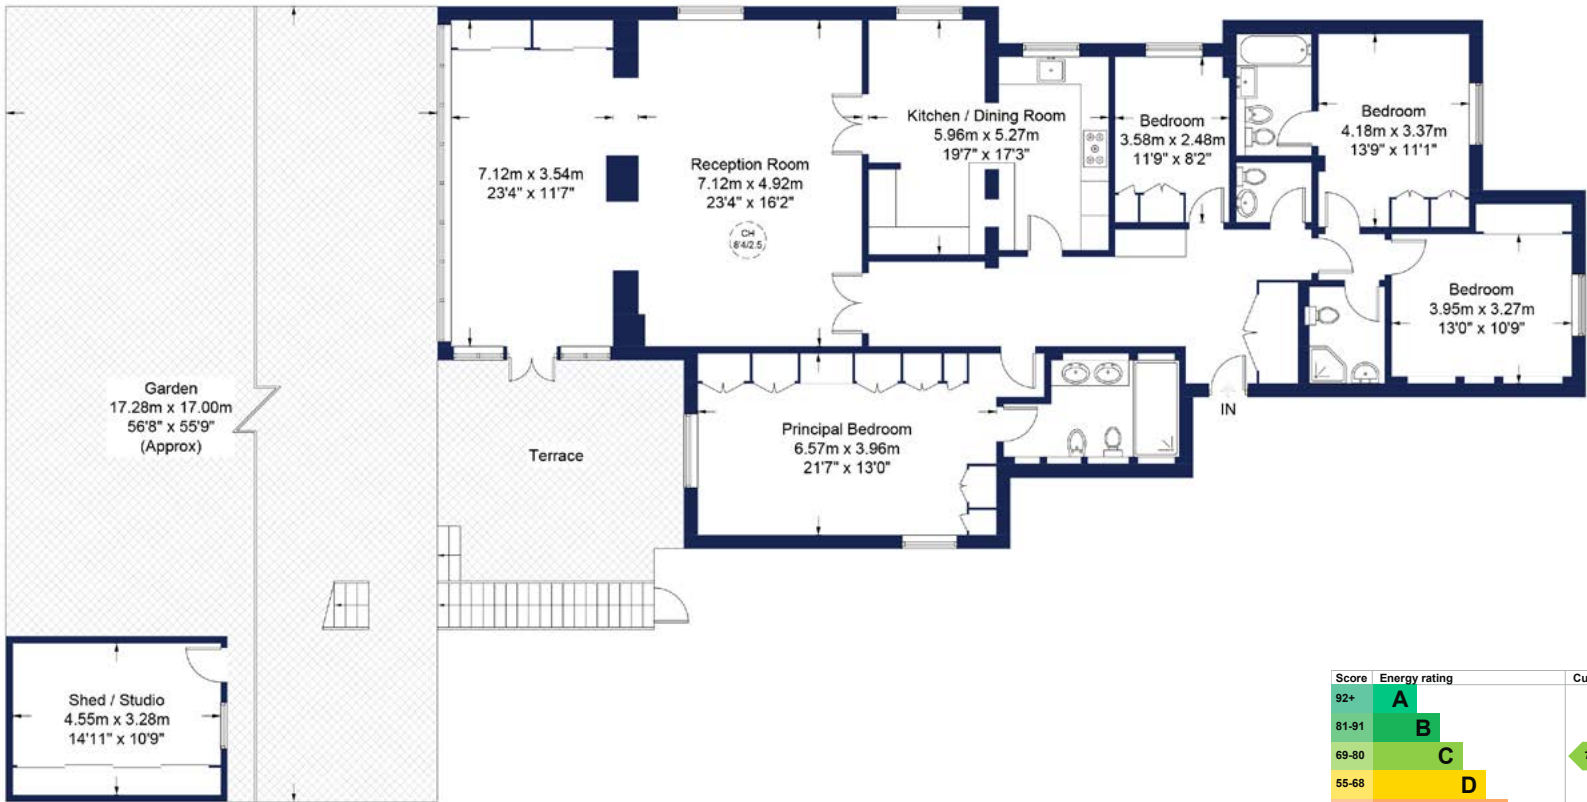 Kitchen / Dining Room
5.96m x 5.27m
19'7" x 17'3"
Bedroom
3.58m x 2.48m
11'9" x 8'2"
Bedroom
4.18m x 3.37m
13'9" x 11'1"
7.12m x 3.54m
23'4" x 11'7"
Reception Room
7.12m x 4.92m
23'4" x 16'2"
CH
8'4/2.5
Bedroom
3.95m x 3.27m
13'0" x 10'9"
Garden
17.28m x 17.00m
56'8" x 55'9"
(Approx)
Terrace
Principal Bedroom
6.57m x 3.96m
21'7" x 13'0"
IN
Shed / Studio
4.55m x 3.28m
14'11" x 10'9"
Score Energy rating
92+ A
81-91 B
69-80 C
55-68 D